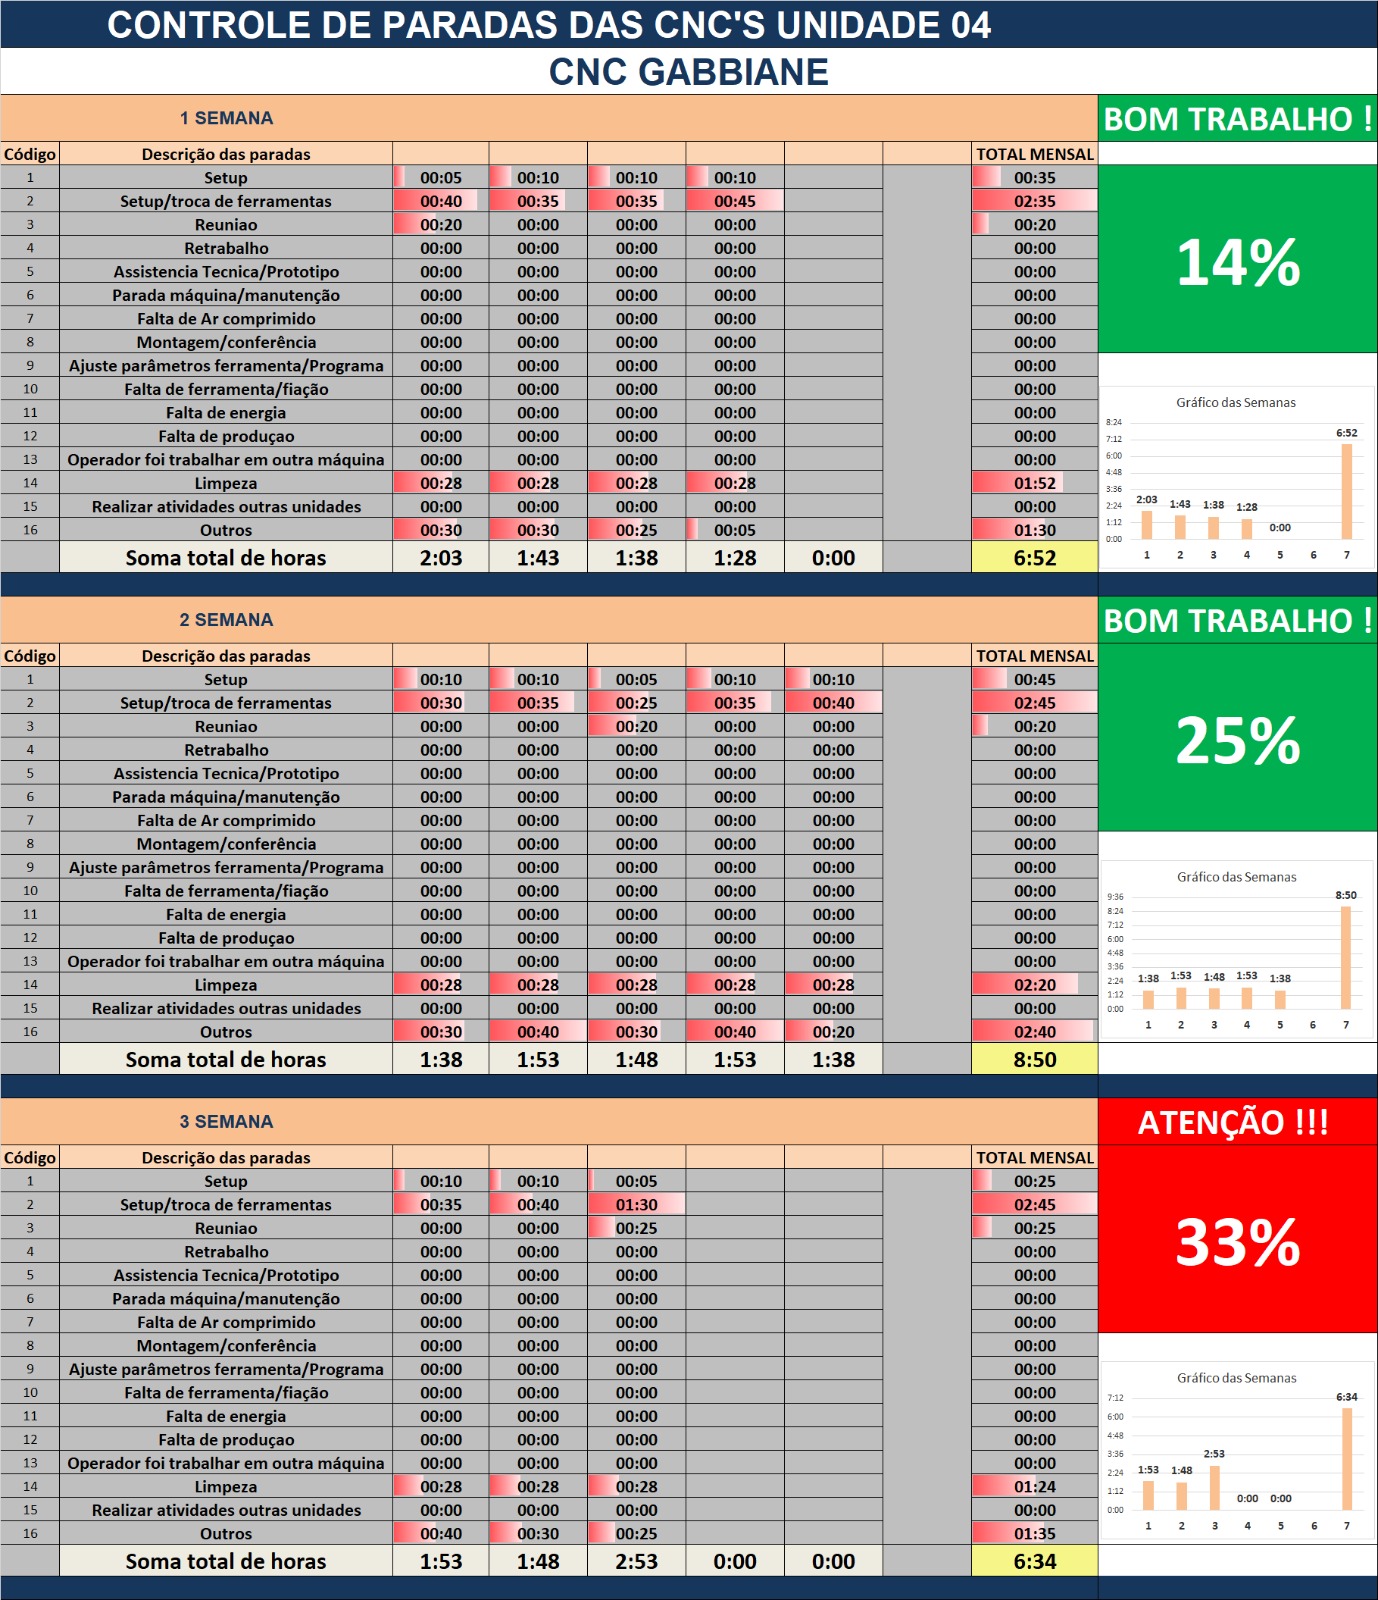 CONTROLE DE PARADAS DAS CNC'S UNIDADE 04
CNC GABBIANE
1 SEMANA BOM TRABALHO !
Código Descrição das paradas TOTAL MENSAL
1 Setup 00:05 00:10 00:10 00:10 00:35
2 Setup/troca de ferramentas 00:40 00:35 00:35 00:45 02:35
3 Reuniao 00:20 00:00 00:00 00:00 00:20
4 Retrabalho 00:00 00:00 00:00 00:00 00:00
5 Assistencia Tecnica/Prototipo 00:00 00:00 00:00 00:00 00:00
6 Parada máquina/manutenção 00:00 00:00 00:00 00:00 00:00
7 Falta de Ar comprimido 00:00 00:00 00:00 00:00 00:00
8 Montagem/conferência 00:00 00:00 00:00 00:00 00:00
9 Ajuste parâmetros ferramenta/Programa 00:00 00:00 00:00 00:00 00:00
10 Falta de ferramenta/fiação 00:00 00:00 00:00 00:00 00:00
11 Falta de energia 00:00 00:00 00:00 00:00 00:00
12 Falta de produçao 00:00 00:00 00:00 00:00 00:00
13 Operador foi trabalhar em outra máquina 00:00 00:00 00:00 00:00 00:00
14 Limpeza 00:28 00:28 00:28 00:28 01:52
15 Realizar atividades outras unidades 00:00 00:00 00:00 00:00 00:00
16 Outros 00:30 00:30 00:25 00:05 01:30
Soma total de horas 2:03 1:43 1:38 1:28 0:00 6:52
14%
Gráfico das Semanas
8:24
7:12
6:00
4:48
3:36
2:24
1:12
0:00
2:03 1:43 1:38 1:28 0:00 6:52
1 2 3 4 5 6 7
2 SEMANA BOM TRABALHO !
Código Descrição das paradas TOTAL MENSAL
1 Setup 00:10 00:10 00:05 00:10 00:10 00:45
2 Setup/troca de ferramentas 00:30 00:35 00:25 00:35 00:40 02:45
3 Reuniao 00:00 00:00 00:20 00:00 00:00 00:20
4 Retrabalho 00:00 00:00 00:00 00:00 00:00 00:00
5 Assistencia Tecnica/Prototipo 00:00 00:00 00:00 00:00 00:00 00:00
6 Parada máquina/manutenção 00:00 00:00 00:00 00:00 00:00 00:00
7 Falta de Ar comprimido 00:00 00:00 00:00 00:00 00:00 00:00
8 Montagem/conferência 00:00 00:00 00:00 00:00 00:00 00:00
9 Ajuste parâmetros ferramenta/Programa 00:00 00:00 00:00 00:00 00:00 00:00
10 Falta de ferramenta/fiação 00:00 00:00 00:00 00:00 00:00 00:00
11 Falta de energia 00:00 00:00 00:00 00:00 00:00 00:00
12 Falta de produçao 00:00 00:00 00:00 00:00 00:00 00:00
13 Operador foi trabalhar em outra máquina 00:00 00:00 00:00 00:00 00:00 00:00
14 Limpeza 00:28 00:28 00:28 00:28 00:28 02:20
15 Realizar atividades outras unidades 00:00 00:00 00:00 00:00 00:00 00:00
16 Outros 00:30 00:40 00:30 00:40 00:20 02:40
Soma total de horas 1:38 1:53 1:48 1:53 1:38 8:50
25%
Gráfico das Semanas
9:36
8:24
7:12
6:00
4:48
3:36
2:24
1:12
0:00
1:38 1:53 1:48 1:53 1:38 8:50
1 2 3 4 5 6 7
3 SEMANA ATENÇÃO !!!
Código Descrição das paradas TOTAL MENSAL
1 Setup 00:10 00:10 00:05 00:25
2 Setup/troca de ferramentas 00:35 00:40 01:30 02:45
3 Reuniao 00:00 00:00 00:25 00:25
4 Retrabalho 00:00 00:00 00:00 00:00
5 Assistencia Tecnica/Prototipo 00:00 00:00 00:00 00:00
6 Parada máquina/manutenção 00:00 00:00 00:00 00:00
7 Falta de Ar comprimido 00:00 00:00 00:00 00:00
8 Montagem/conferência 00:00 00:00 00:00 00:00
9 Ajuste parâmetros ferramenta/Programa 00:00 00:00 00:00 00:00
10 Falta de ferramenta/fiação 00:00 00:00 00:00 00:00
11 Falta de energia 00:00 00:00 00:00 00:00
12 Falta de produçao 00:00 00:00 00:00 00:00
13 Operador foi trabalhar em outra máquina 00:00 00:00 00:00 00:00
14 Limpeza 00:28 00:28 00:28 01:24
15 Realizar atividades outras unidades 00:00 00:00 00:00 00:00
16 Outros 00:40 00:30 00:25 01:35
Soma total de horas 1:53 1:48 2:53 0:00 0:00 6:34
33%
Gráfico das Semanas
7:12
6:00
4:48
3:36
2:24
1:12
0:00
1:53 1:48 2:53 0:00 0:00 6:34
1 2 3 4 5 6 7